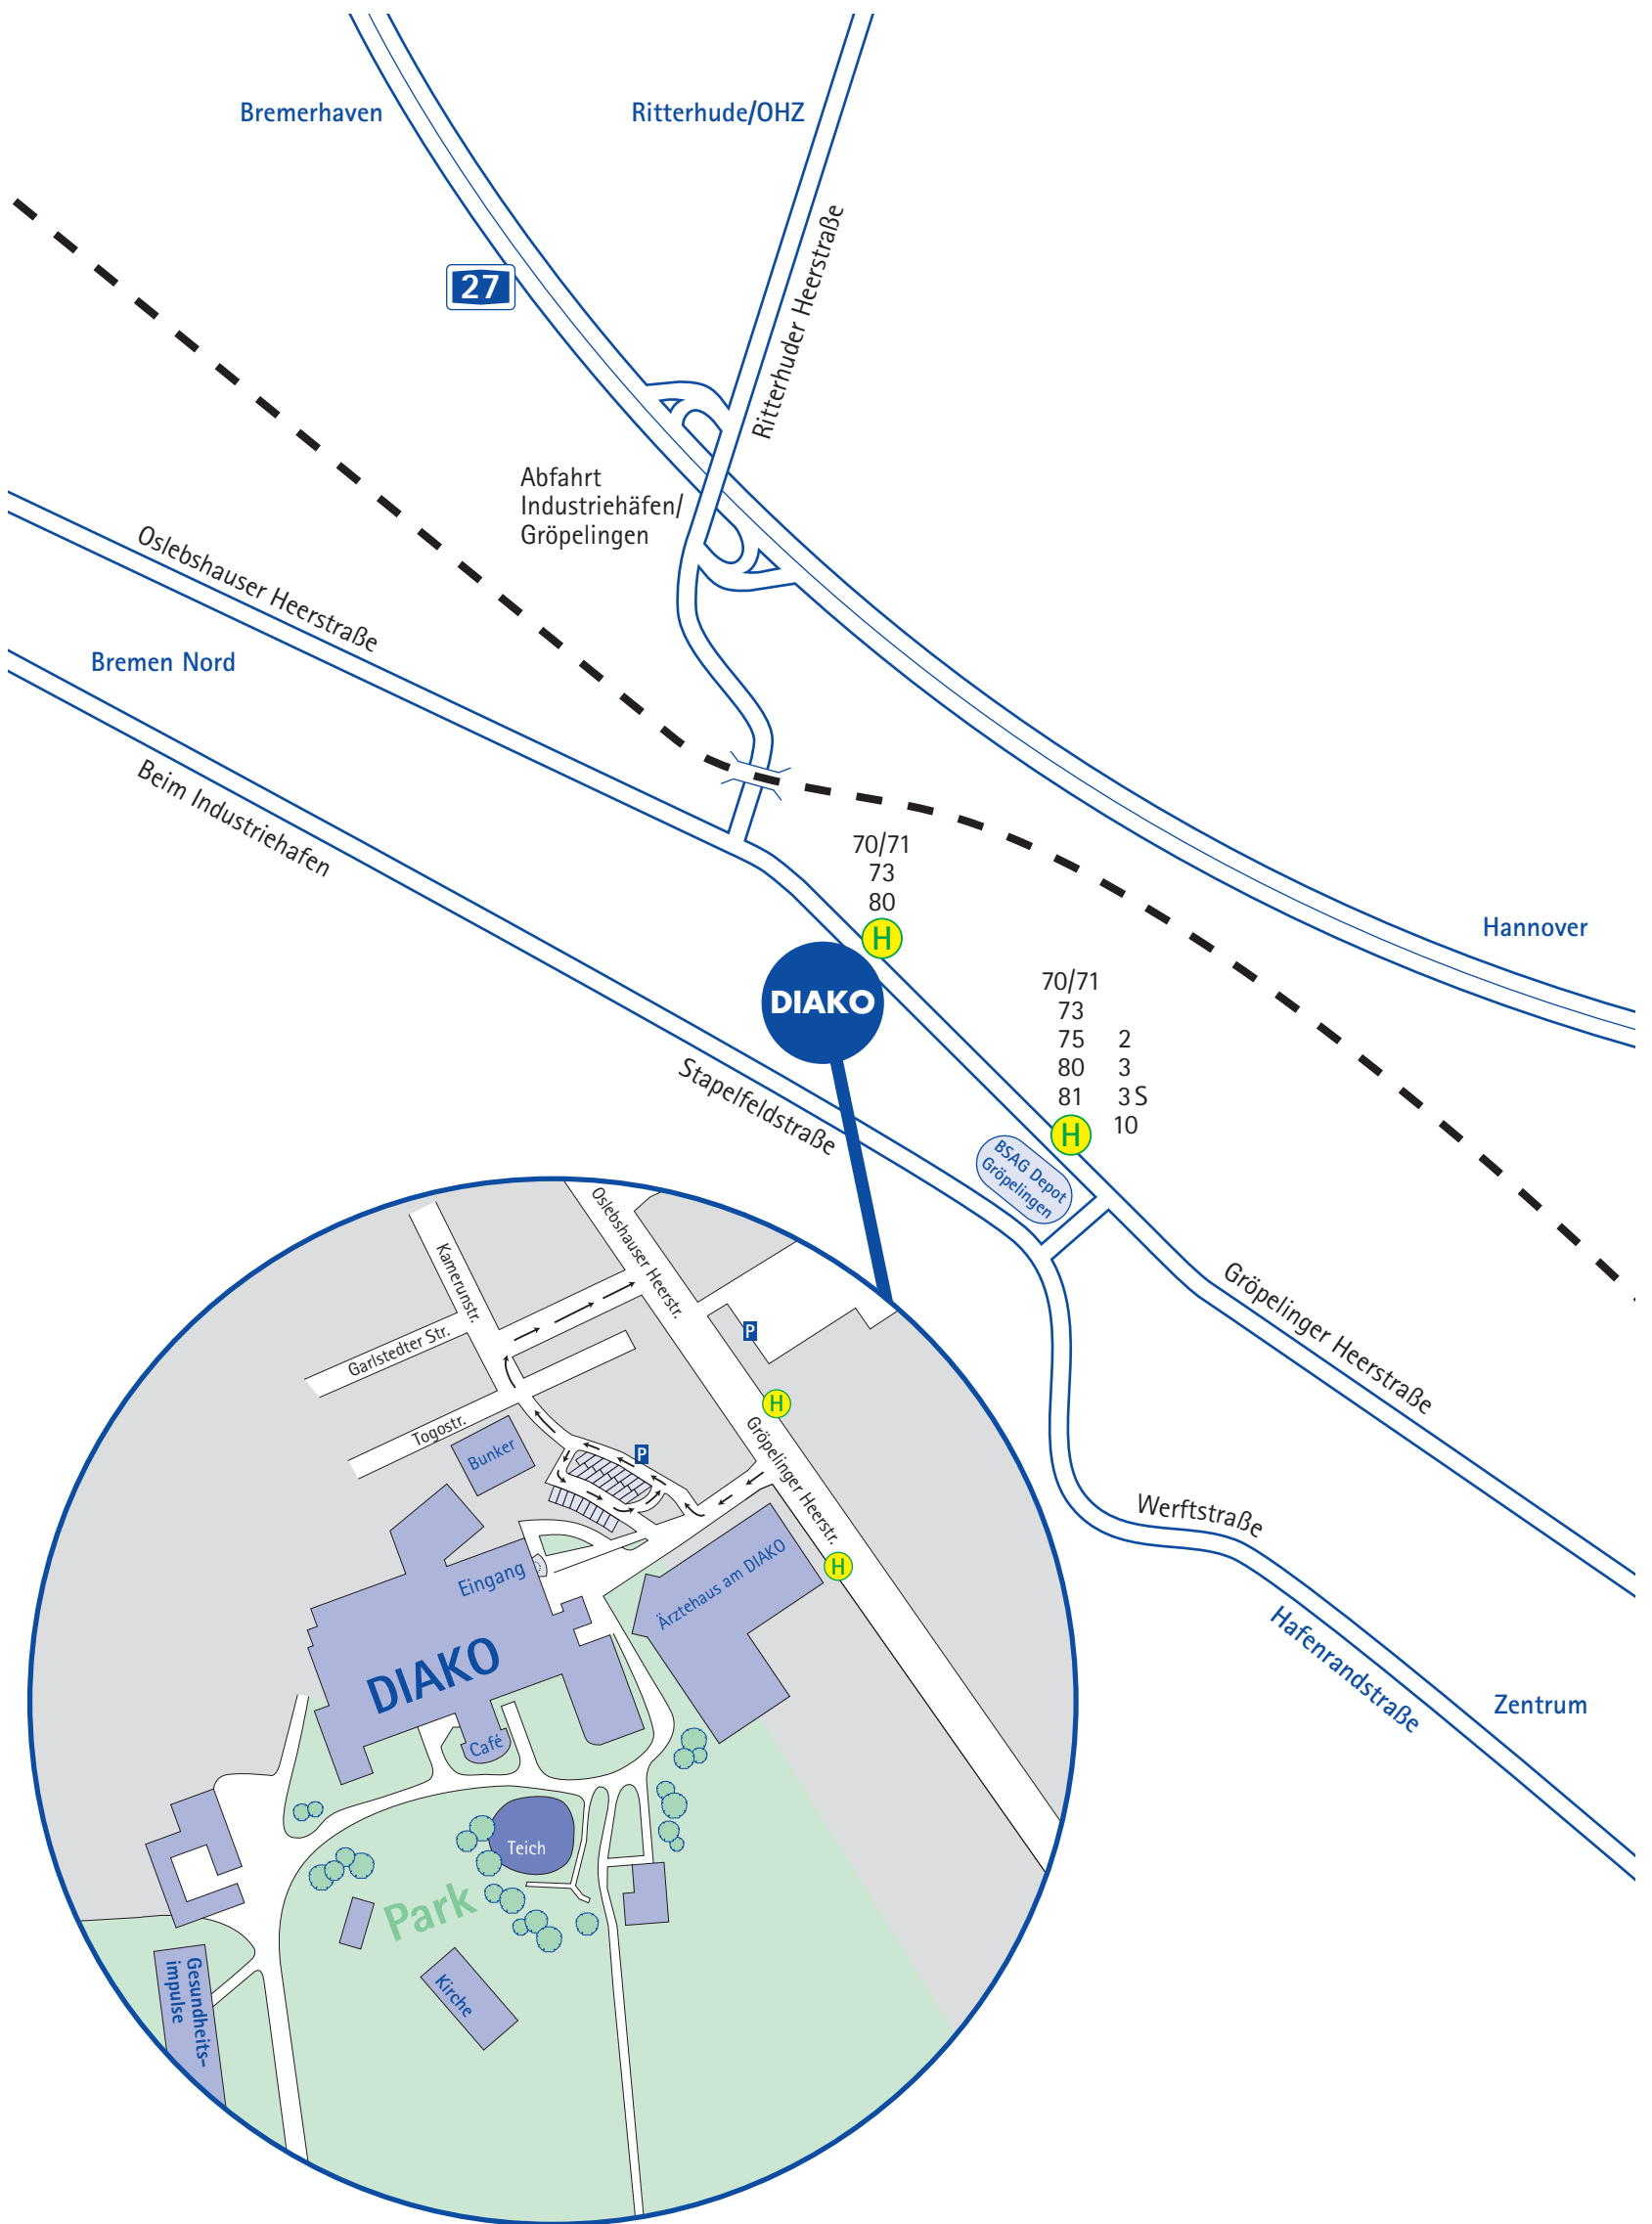 Bremerhaven
Ritterhude/OHZ
27
Ritterhuder Heerstraße
Abfahrt
Industriehäfen/
Gröpelingen
Oslebshauser Heerstraße
Bremen Nord
Beim Industriehafen
70/71
73
80
H
Hannover
DIAKO
70/71
73
75 2
80 3
81 3S
10
H
Stapelfeldstraße
BSAG Depot
Gröpelingen
Gröpelinger Heerstraße
Werftstraße
Hafenrandstraße
Zentrum
Oslebshauser Heerstr.
Kamerunstr.
Garlstedter Str.
P
H
Togostr.
Bunker
P
Gröpelinger Heerstr.
H
Eingang
Ärztehaus am DIAKO
DIAKO
Café
Teich
Park
Kirche
Gesundheits-
impulse